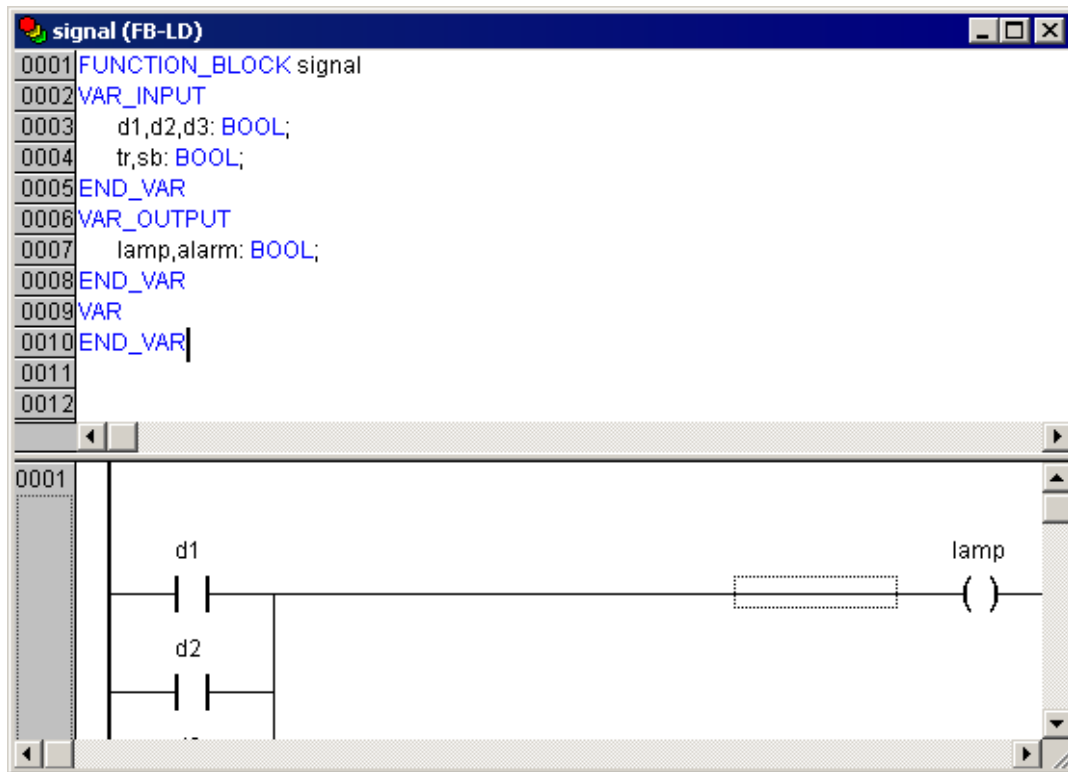 signal (FB-LD)
0001 FUNCTION_BLOCK signal
0002 VAR_INPUT
0003 d1,d2,d3: BOOL;
0004 tr,sb: BOOL;
0005 END_VAR
0006 VAR_OUTPUT
0007 lamp,alarm: BOOL;
0008 END_VAR
0009 VAR
0010 END_VAR
0011
0012
0001
d1 lamp
d2